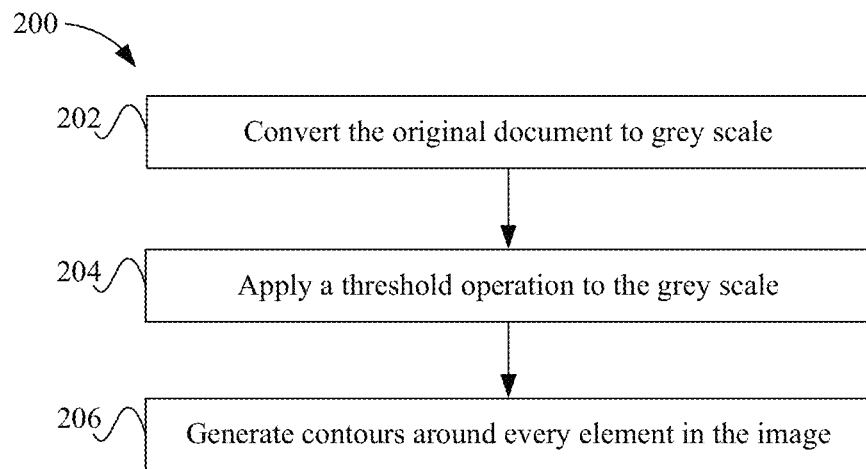 200
202
Convert the original document to grey scale
204
Apply a threshold operation to the grey scale
206
Generate contours around every element in the image